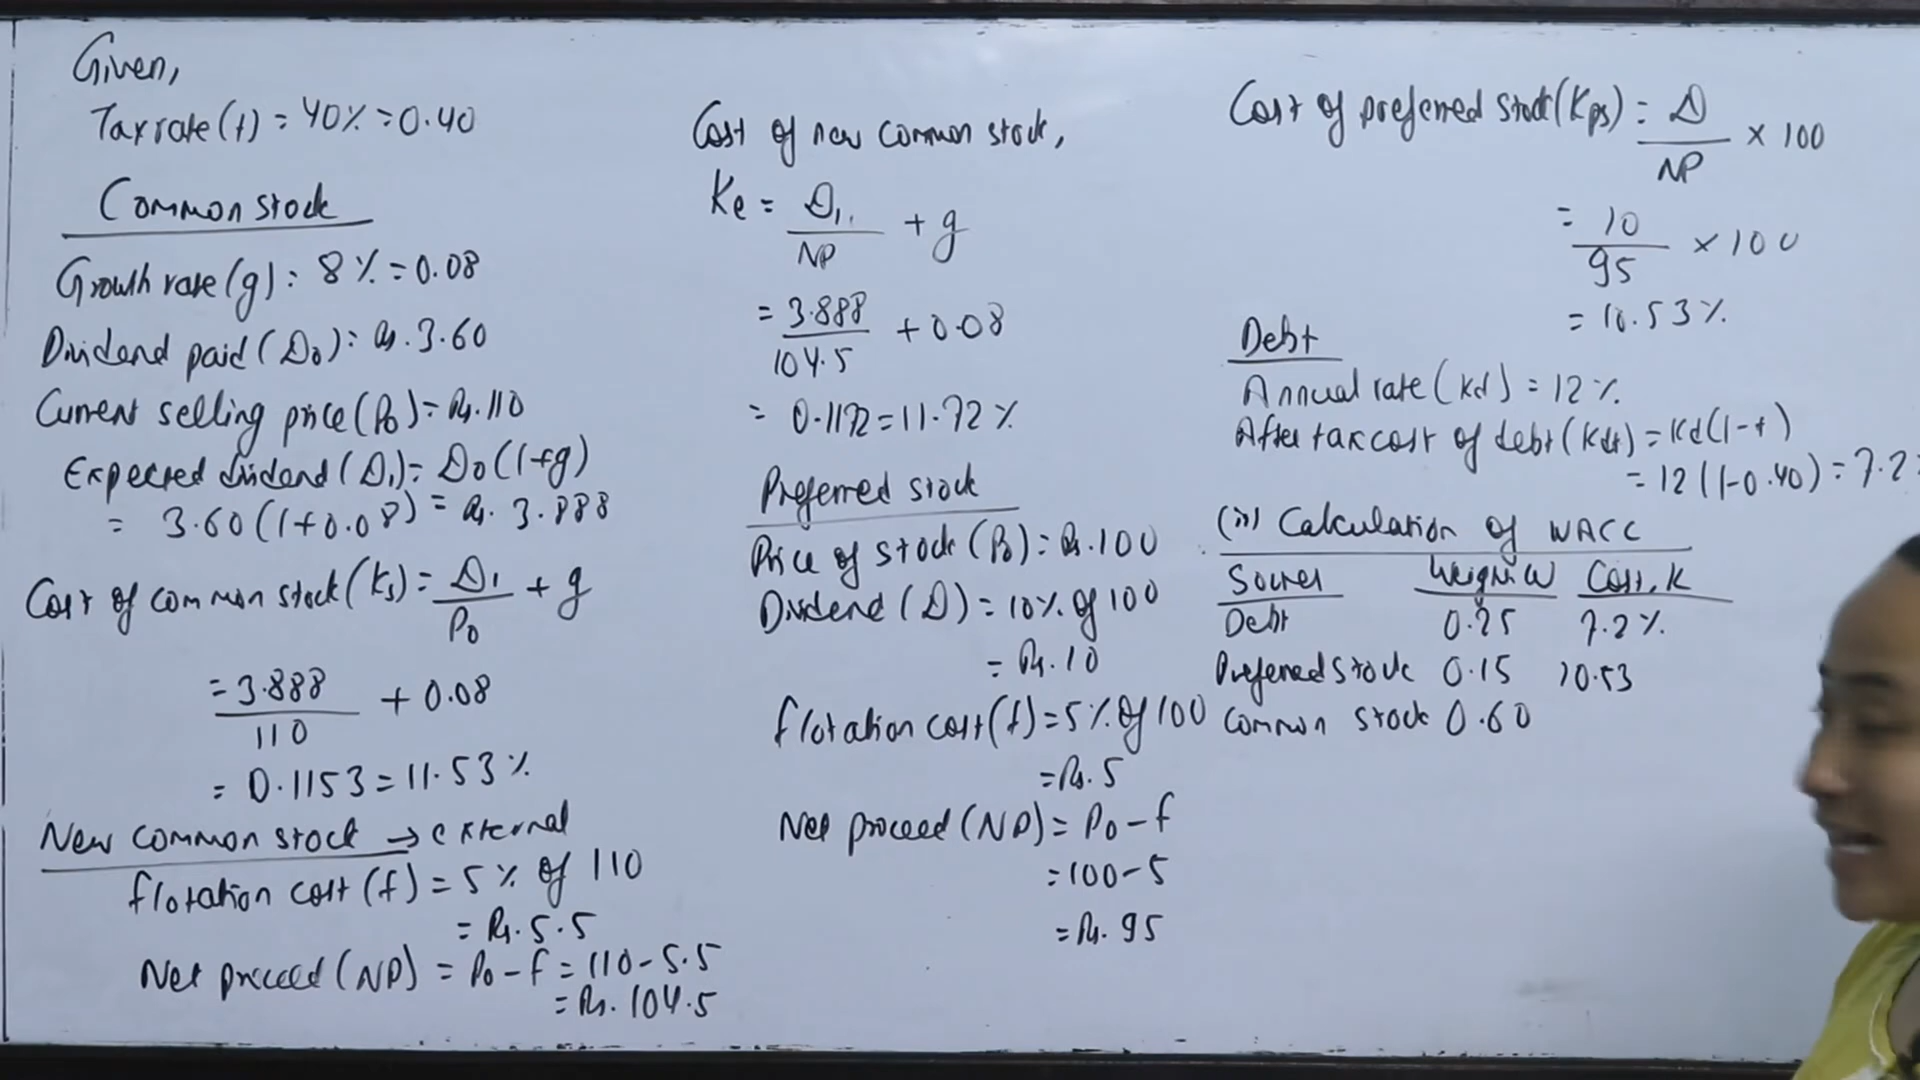 Given,
Tax rate (t) = 40% = 0.40
Common stock
Growth rate (g) : 8% = 0.08
Dividend paid (D0) : Rs. 3.60
Current selling price (P0) = Rs. 110
Expected dividend (D1) = D0 (1+g)
= 3.60 (1+0.08) = Rs. 3.888
Cost of common stock (Ks) = D1 / P0 + g
= 3.888 / 110 + 0.08
= 0.1153 = 11.53%
New common stock → external
flotation cost (f) = 5% of 110
= Rs. 5.5
Net proceed (NP) = P0 - f = 110 - 5.5
= Rs. 104.5
Cost of new common stock,
Ke = D1 / NP + g
= 3.888 / 104.5 + 0.08
= 0.1172 = 11.72%
Preferred stock
Price of stock (P0) = Rs. 100
Dividend (D) = 10% of 100
= Rs. 10
flotation cost (f) = 5% of 100
= Rs. 5
Net proceed (NP) = P0 - f
= 100 - 5
= Rs. 95
Cost of preferred stock (Kps) = D / NP × 100
= 10 / 95 × 100
= 10.53%
Debt
Annual rate (Kd) = 12%
After tax cost of debt (Kdt) = Kd (1-t)
= 12 (1-0.40) = 7.2
(ii) Calculation of WACC
Sources Weight, W Cost, K
Debt 0.25 7.2%
Preferred stock 0.15 10.53
Common stock 0.60